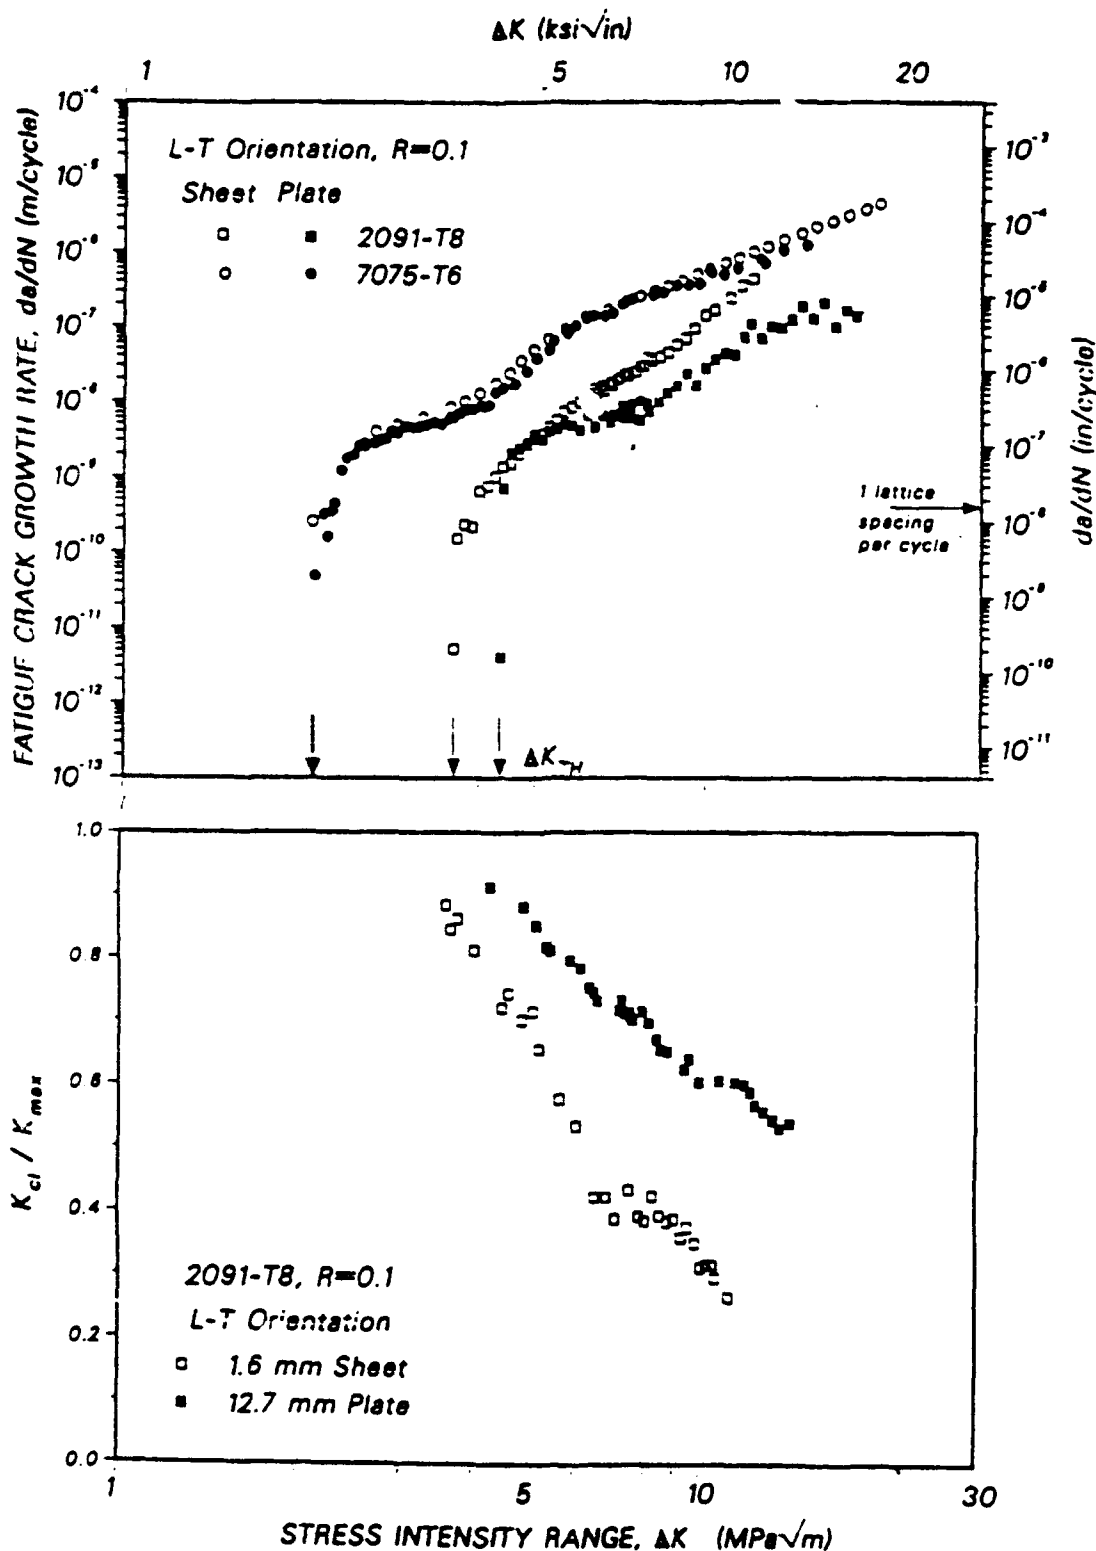 ΔK (ksi√in)
1 5 10 20
FATIGUF CRACK GROWTH RATE, da/dN (m/cycle)
10⁻⁴
10⁻⁵
10⁻⁶
10⁻⁷
10⁻⁸
10⁻⁹
10⁻¹⁰
10⁻¹¹
10⁻¹²
10⁻¹³
L-T Orientation, R=0.1
Sheet Plate
2091-T8
7075-T6
1 lattice
spacing
per cycle
ΔK
10⁻³
10⁻⁴
10⁻⁵
10⁻⁶
10⁻⁷
10⁻⁸
10⁻⁹
10⁻¹⁰
10⁻¹¹
da/dN (in/cycle)
K_cl / K_max
1.0
0.8
0.6
0.4
0.2
0.0
2091-T8, R=0.1
L-T Orientation
1.6 mm Sheet
12.7 mm Plate
1 5 10 30
STRESS INTENSITY RANGE, ΔK (MPa√m)